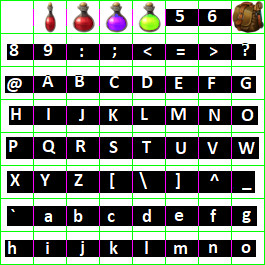 5 6
8 9 : ; < = > ?
@ A B C D E F G
H I J K L M N O
P Q R S T U V W
X Y Z [ \ ] ^ _
` a b c d e f g
h i j k l m n o